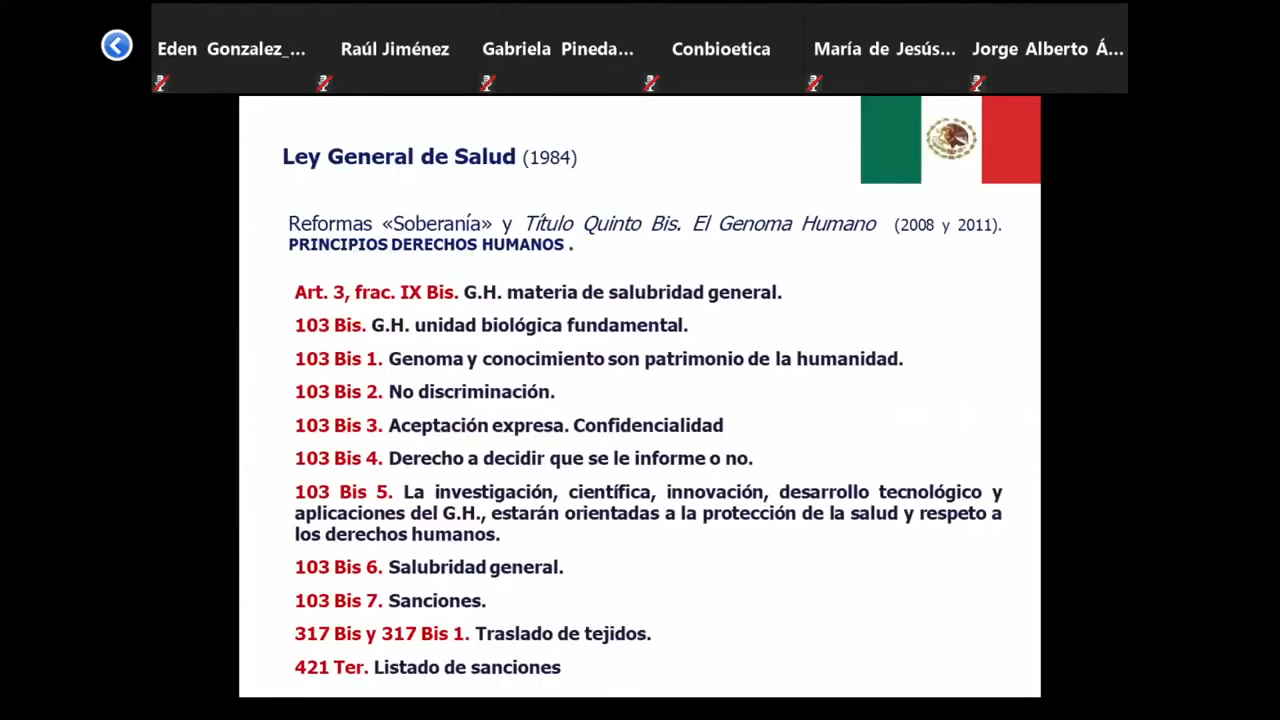 Eden Gonzalez_...
Raúl Jiménez
Gabriela Pineda...
Conbioetica
María de Jesús...
Jorge Alberto Á...
Ley General de Salud (1984)
Reformas «Soberanía» y Título Quinto Bis. El Genoma Humano (2008 y 2011).
PRINCIPIOS DERECHOS HUMANOS .
Art. 3, frac. IX Bis. G.H. materia de salubridad general.
103 Bis. G.H. unidad biológica fundamental.
103 Bis 1. Genoma y conocimiento son patrimonio de la humanidad.
103 Bis 2. No discriminación.
103 Bis 3. Aceptación expresa. Confidencialidad
103 Bis 4. Derecho a decidir que se le informe o no.
103 Bis 5. La investigación, científica, innovación, desarrollo tecnológico y
aplicaciones del G.H., estarán orientadas a la protección de la salud y respeto a
los derechos humanos.
103 Bis 6. Salubridad general.
103 Bis 7. Sanciones.
317 Bis y 317 Bis 1. Traslado de tejidos.
421 Ter. Listado de sanciones